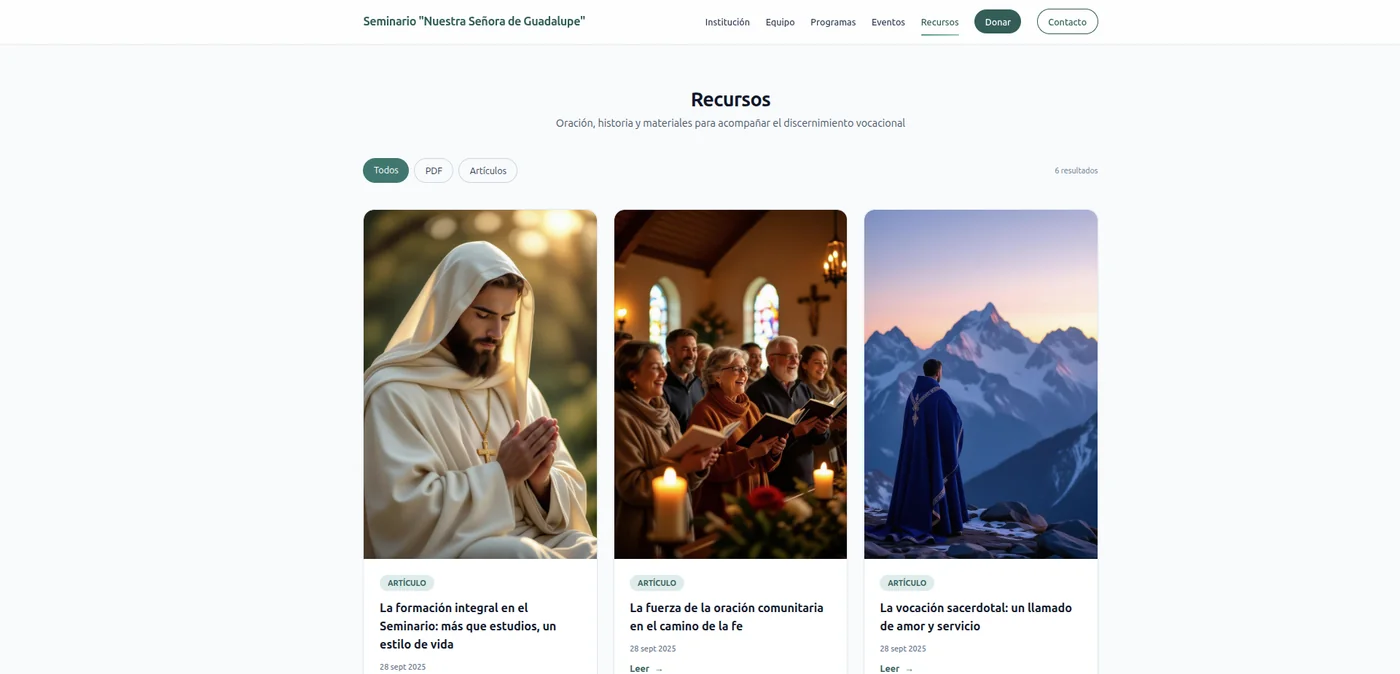 Seminario "Nuestra Señora de Guadalupe"
Institución Equipo Programas Eventos Recursos Donar Contacto
Recursos
Oración, historia y materiales para acompañar el discernimiento vocacional
Todos PDF Artículos
6 resultados
ARTÍCULO
La formación integral en el
Seminario: más que estudios, un
estilo de vida
28 sept 2025
ARTÍCULO
La fuerza de la oración comunitaria
en el camino de la fe
28 sept 2025
Leer →
ARTÍCULO
La vocación sacerdotal: un llamado
de amor y servicio
28 sept 2025
Leer →